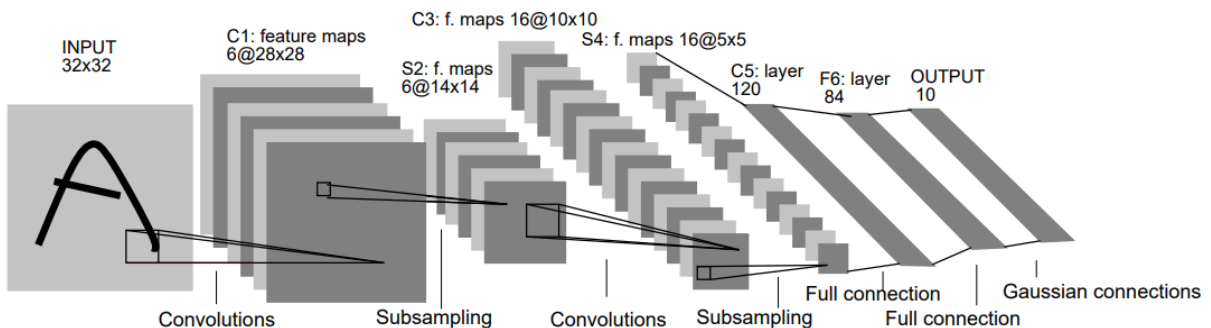 INPUT
32x32
C1: feature maps
6@28x28
S2: f. maps
6@14x14
C3: f. maps 16@10x10
S4: f. maps 16@5x5
C5: layer
120
F6: layer
84
OUTPUT
10
Convolutions
Subsampling
Convolutions
Subsampling
Full connection
Full connection
Gaussian connections